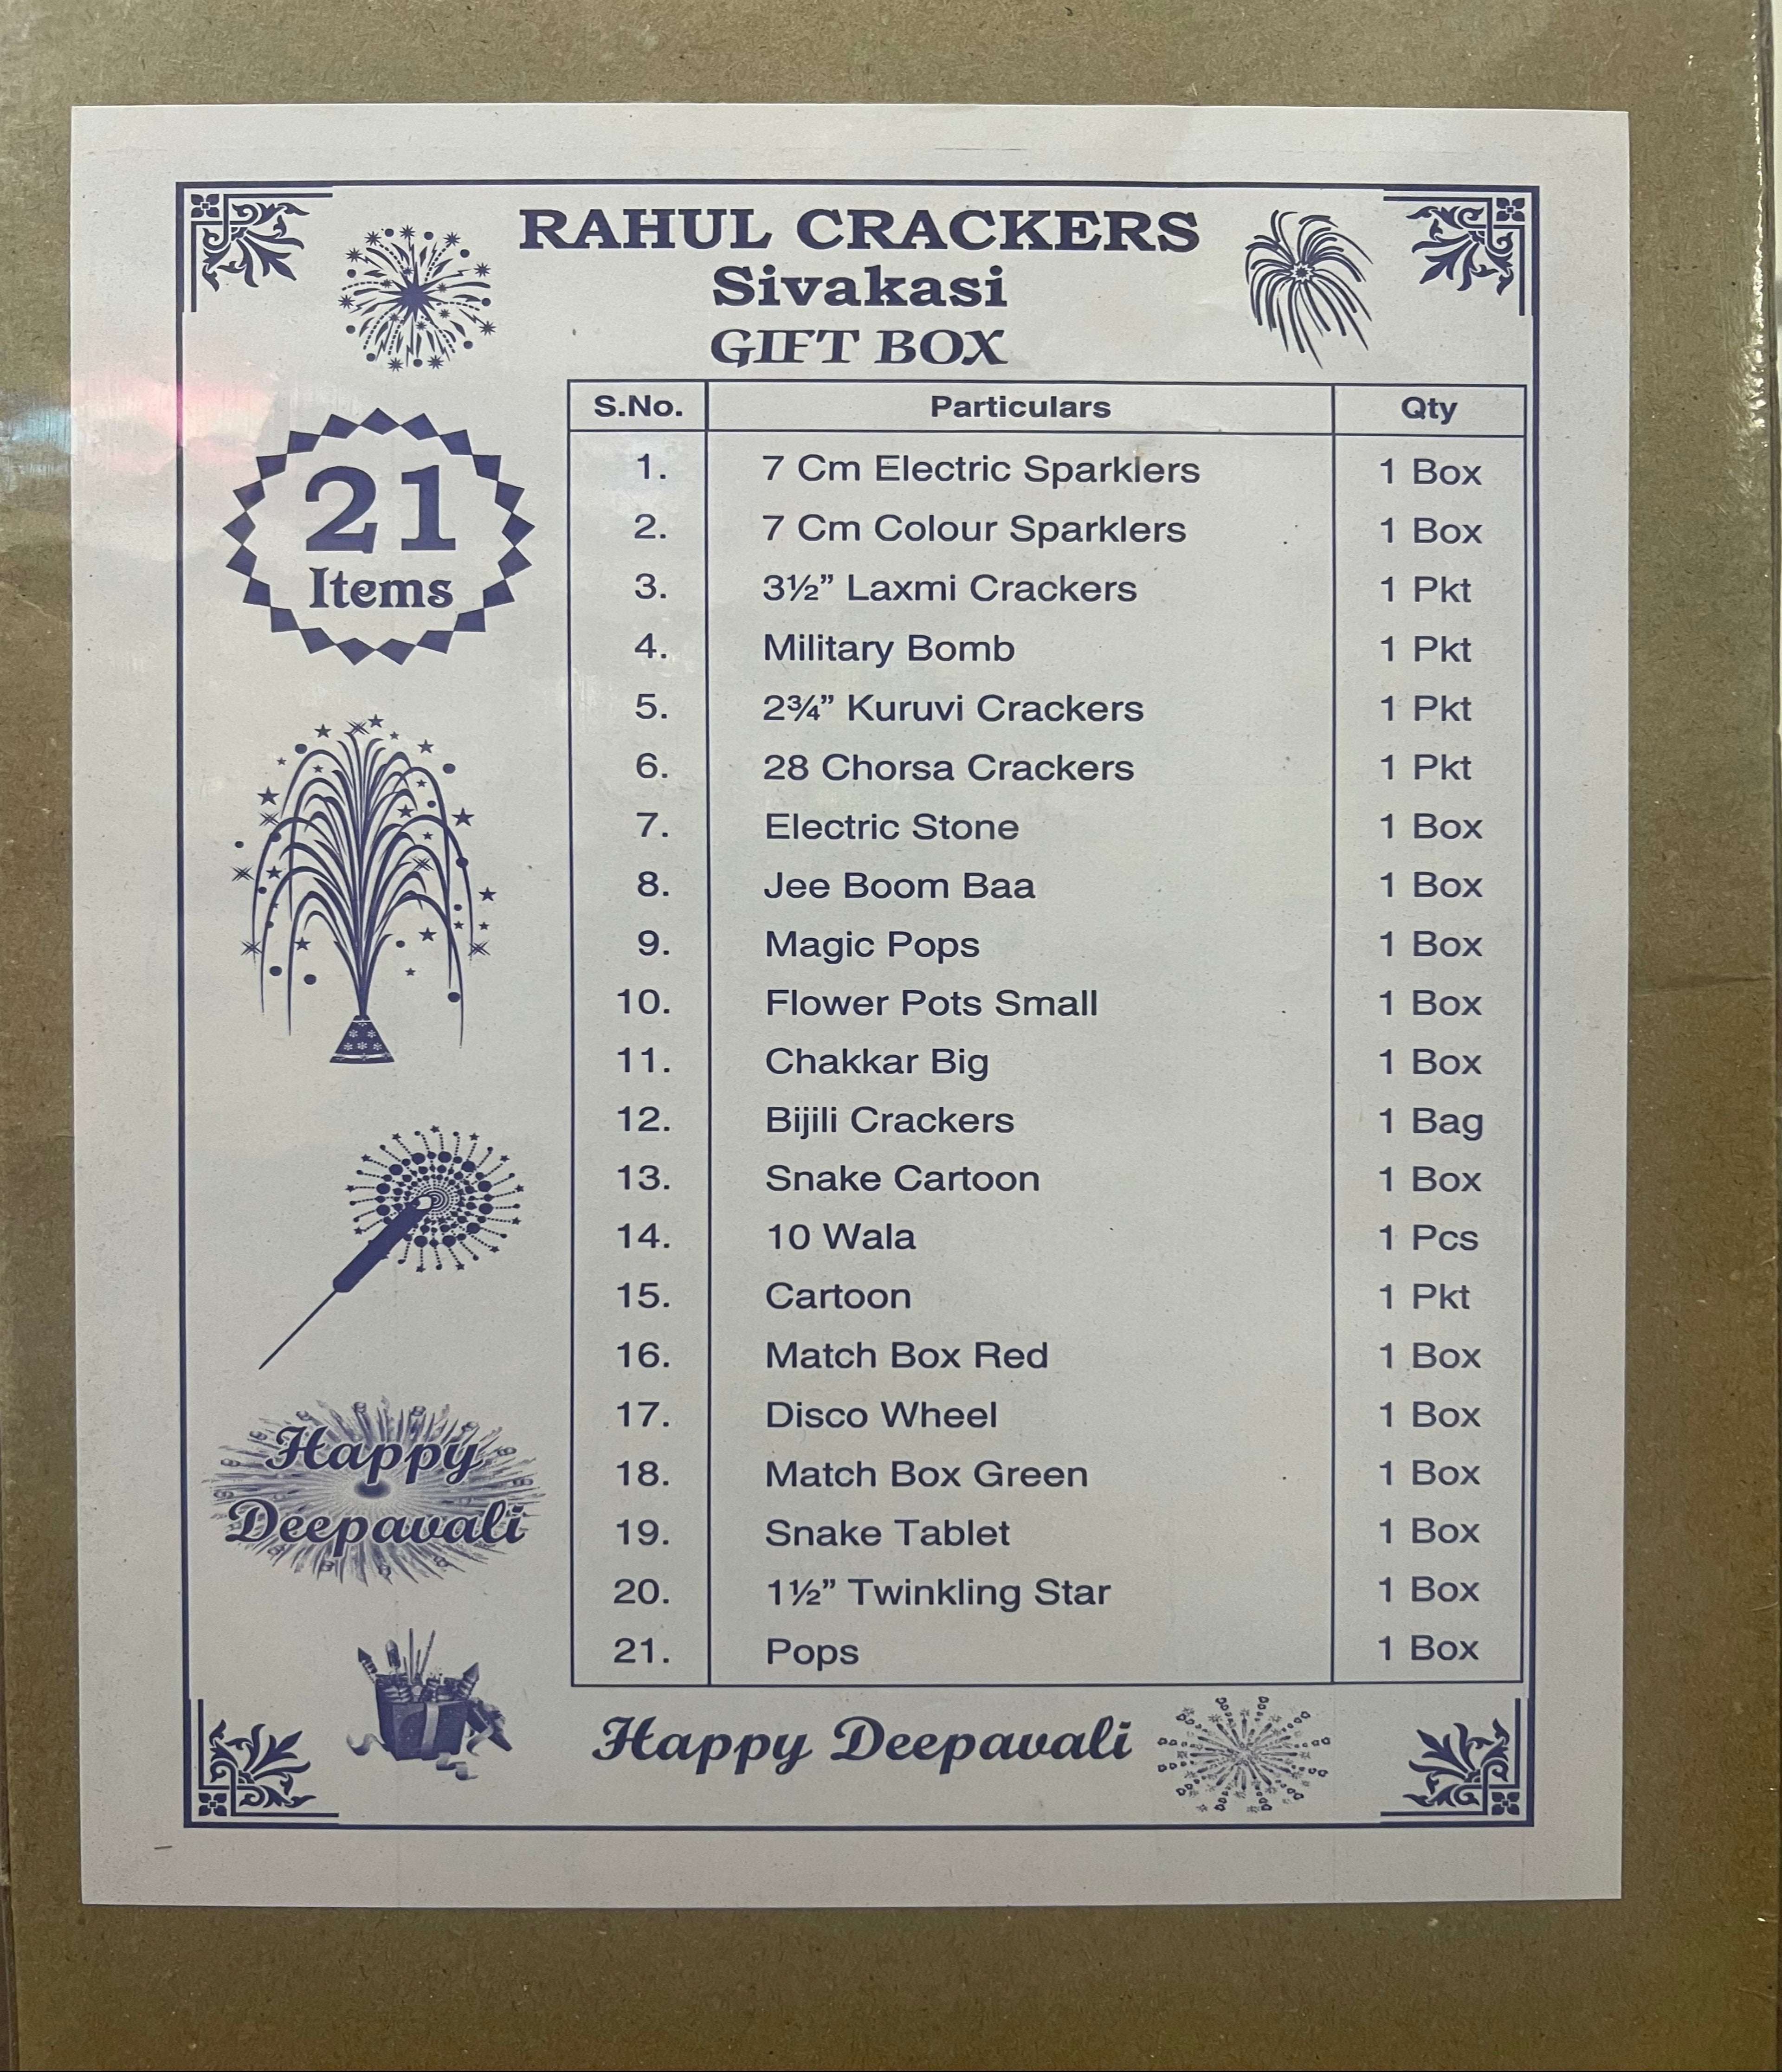 RAHUL CRACKERS
Sivakasi
GIFT BOX
21
Items
S.No. Particulars Qty
1. 7 Cm Electric Sparklers 1 Box
2. 7 Cm Colour Sparklers 1 Box
3. 3½” Laxmi Crackers 1 Pkt
4. Military Bomb 1 Pkt
5. 2¾” Kuruvi Crackers 1 Pkt
6. 28 Chorsa Crackers 1 Pkt
7. Electric Stone 1 Box
8. Jee Boom Baa 1 Box
9. Magic Pops 1 Box
10. Flower Pots Small 1 Box
11. Chakkar Big 1 Box
12. Bijili Crackers 1 Bag
13. Snake Cartoon 1 Box
14. 10 Wala 1 Pcs
15. Cartoon 1 Pkt
16. Match Box Red 1 Box
17. Disco Wheel 1 Box
18. Match Box Green 1 Box
19. Snake Tablet 1 Box
20. 1½” Twinkling Star 1 Box
21. Pops 1 Box
Happy
Deepavali
Happy Deepavali